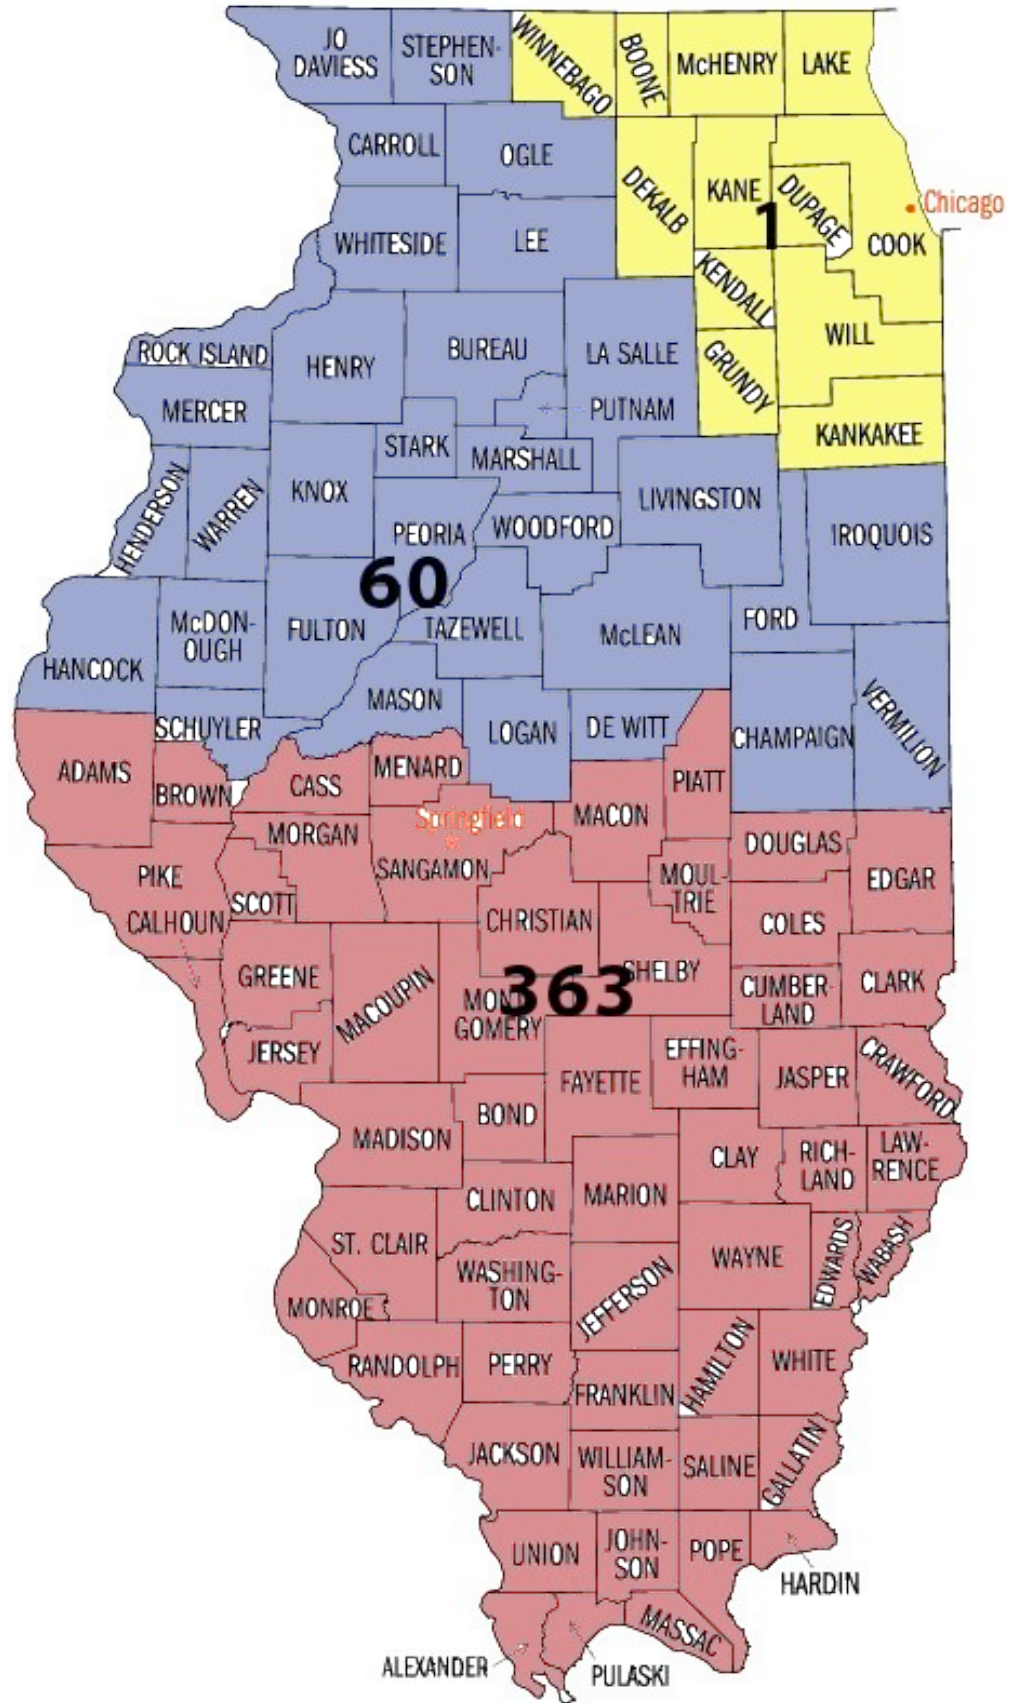 JO
DAVIESS
STEPHEN-
SON
WINNEBAGO
BOONE
McHENRY
LAKE
CARROLL
OGLE
DEKALB
KANE
DUPAGE
Chicago
1
COOK
WHITESIDE
LEE
KENDALL
WILL
ROCK ISLAND
HENRY
BUREAU
LA SALLE
GRUNDY
MERCER
PUTNAM
KANKAKEE
STARK
MARSHALL
HENDERSON
WARREN
KNOX
PEORIA
WOODFORD
LIVINGSTON
IROQUOIS
60
HANCOCK
McDON-
OUGH
FULTON
TAZEWELL
McLEAN
FORD
SCHUYLER
MASON
LOGAN
DE WITT
CHAMPAIGN
VERMILION
ADAMS
BROWN
CASS
MENARD
PIATT
MACON
Springfield
MORGAN
SANGAMON
DOUGLAS
PIKE
SCOTT
CHRISTIAN
MOUL-
TRIE
EDGAR
CALHOUN
COLES
GREENE
MACOUPIN
MONT
GOMERY
363
SHELBY
CUMBER-
LAND
CLARK
JERSEY
FAYETTE
EFFING-
HAM
JASPER
CRAWFORD
MADISON
BOND
CLAY
RICH-
LAND
LAW-
RENCE
CLINTON
MARION
ST. CLAIR
WASHING-
TON
JEFFERSON
WAYNE
EDWARDS
WABASH
MONROE
RANDOLPH
PERRY
FRANKLIN
HAMILTON
WHITE
JACKSON
WILLIAM-
SON
SALINE
GALLATIN
UNION
JOHN-
SON
POPE
HARDIN
MASSAC
ALEXANDER
PULASKI